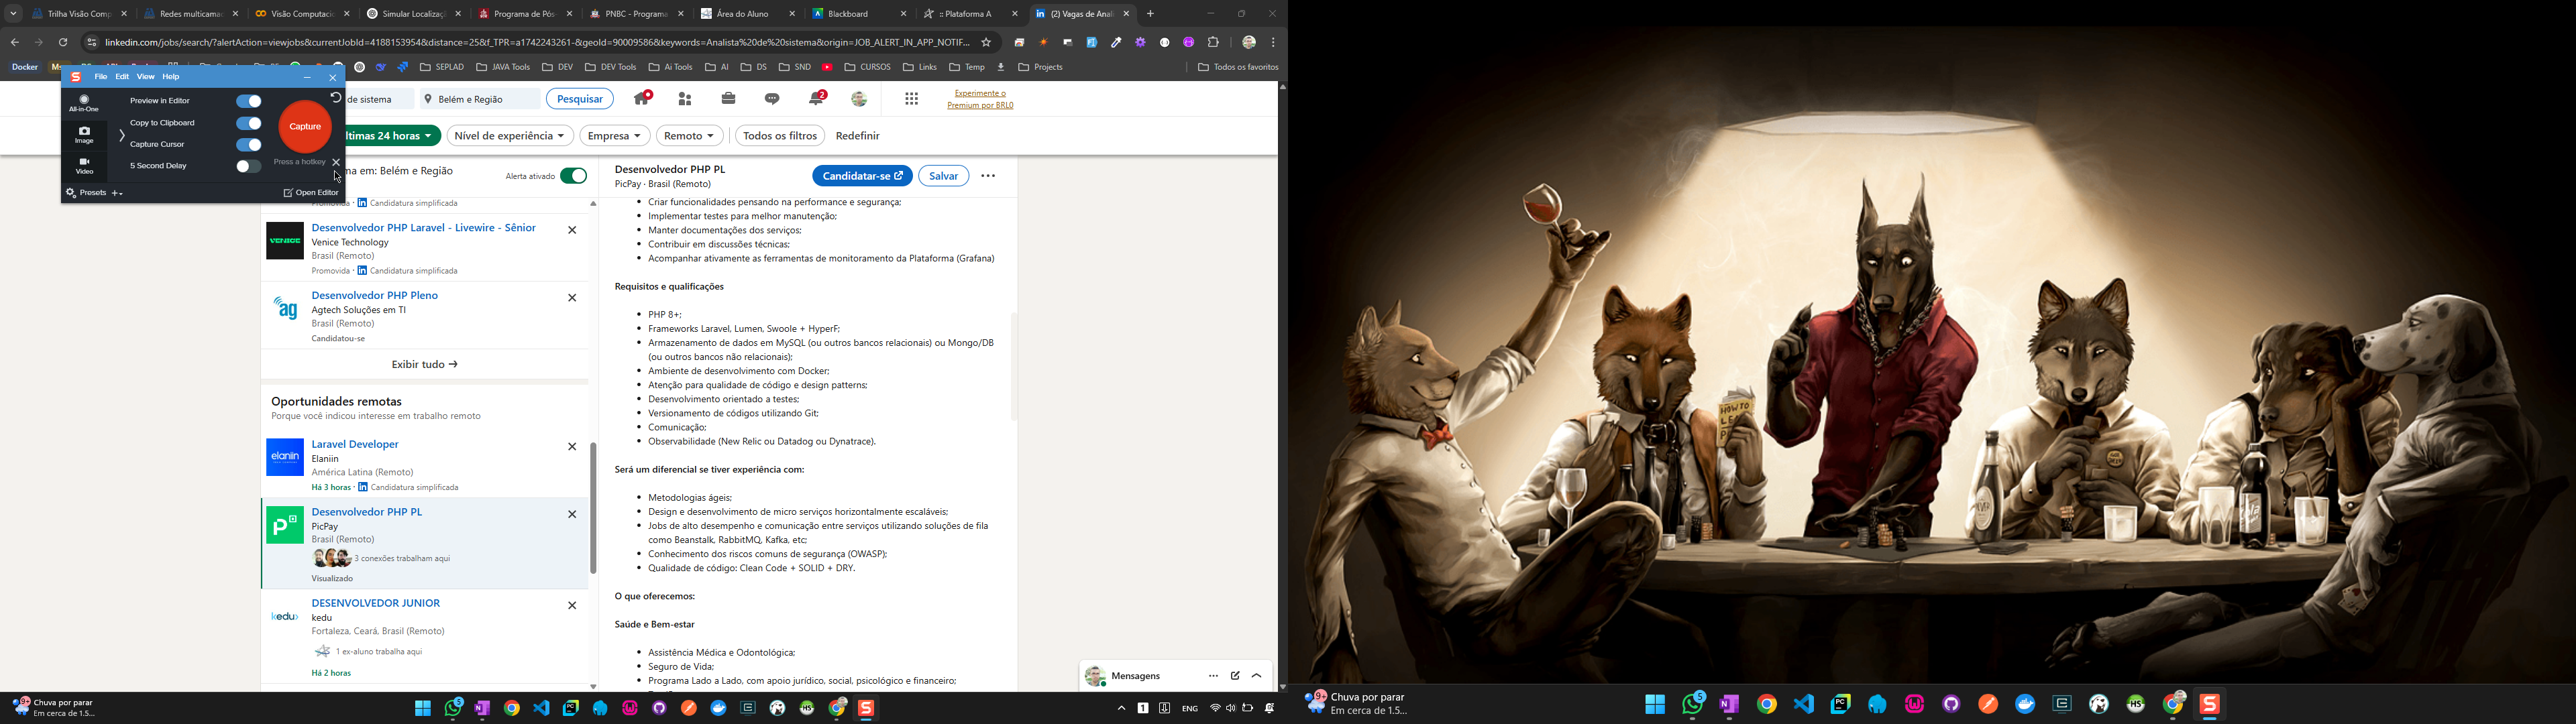 Trilha Visão Comp
Redes multicamac
Visão Computacio
Simular Localizaçã
Programa de Pós
PNBC - Programa
Área do Aluno
Blackboard
:: Plataforma A
(2) Vagas de Anali
linkedin.com/jobs/search/?alertAction=viewjobs&currentJobId=4188153954&distance=25&f_TPR=a1742243261-&geoId=90009586&keywords=Analista%20de%20sistema&origin=JOB_ALERT_IN_APP_NOTIF...
Docker
SEPLAD
JAVA Tools
DEV
DEV Tools
Ai Tools
AI
DS
SND
CURSOS
Links
Temp
Projects
Todos os favoritos
File Edit View Help
All-in-One
Image
Video
Preview in Editor
Copy to Clipboard
Capture Cursor
5 Second Delay
Capture
Press a hotkey
Presets
Open Editor
de sistema
Belém e Região
Pesquisar
2
Experimente o
Premium por BRL0
ltimas 24 horas
Nível de experiência
Empresa
Remoto
Todos os filtros
Redefinir
ma em: Belém e Região
Alerta ativado
Promovida · Candidatura simplificada
Desenvolvedor PHP Laravel - Livewire - Sênior
VENICE
Venice Technology
Brasil (Remoto)
Promovida · Candidatura simplificada
Desenvolvedor PHP Pleno
ag
Agtech Soluções em TI
Brasil (Remoto)
Candidatou-se
Exibir tudo →
Oportunidades remotas
Porque você indicou interesse em trabalho remoto
Laravel Developer
elaniin
Elaniin
América Latina (Remoto)
Há 3 horas · Candidatura simplificada
Desenvolvedor PHP PL
PicPay
Brasil (Remoto)
3 conexões trabalham aqui
Visualizado
DESENVOLVEDOR JUNIOR
kedu
kedu
Fortaleza, Ceará, Brasil (Remoto)
1 ex-aluno trabalha aqui
Há 2 horas
Desenvolvedor PHP PL
PicPay · Brasil (Remoto)
Candidatar-se
Salvar
Criar funcionalidades pensando na performance e segurança;
Implementar testes para melhor manutenção;
Manter documentações dos serviços;
Contribuir em discussões técnicas;
Acompanhar ativamente as ferramentas de monitoramento da Plataforma (Grafana)
Requisitos e qualificações
PHP 8+;
Frameworks Laravel, Lumen, Swoole + HyperF;
Armazenamento de dados em MySQL (ou outros bancos relacionais) ou Mongo/DB
(ou outros bancos não relacionais);
Ambiente de desenvolvimento com Docker;
Atenção para qualidade de código e design patterns;
Desenvolvimento orientado a testes;
Versionamento de códigos utilizando Git;
Comunicação;
Observabilidade (New Relic ou Datadog ou Dynatrace).
Será um diferencial se tiver experiência com:
Metodologias ágeis;
Design e desenvolvimento de micro serviços horizontalmente escaláveis;
Jobs de alto desempenho e comunicação entre serviços utilizando soluções de fila
como Beanstalk, RabbitMQ, Kafka, etc;
Conhecimento dos riscos comuns de segurança (OWASP);
Qualidade de código: Clean Code + SOLID + DRY.
O que oferecemos:
Saúde e Bem-estar
Assistência Médica e Odontológica;
Seguro de Vida;
Programa Lado a Lado, com apoio jurídico, social, psicológico e financeiro;
Mensagens
9+
Chuva por parar
Em cerca de 1.5...
5
ENG
HOW TO
9+
Chuva por parar
Em cerca de 1.5...
5